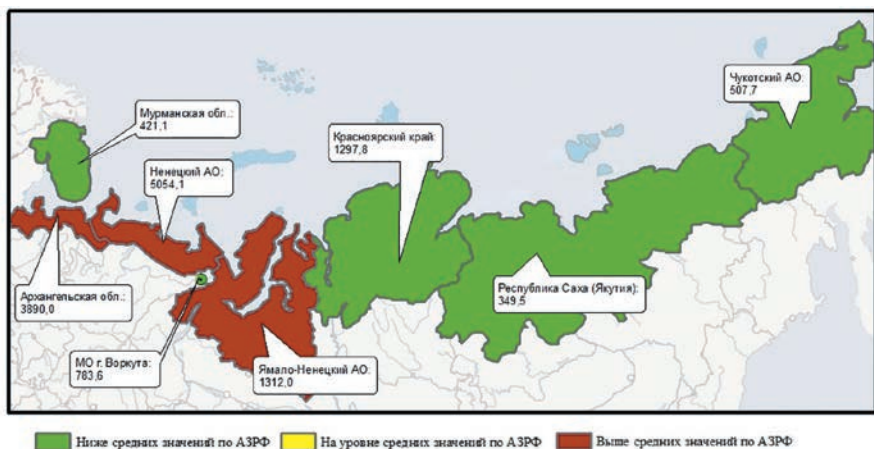 Чукотский АО:
507,7
Мурманская обл.:
421,1
Красноярский край:
1297,8
Ненецкий АО:
5054,1
Республика Саха (Якутия):
349,5
Архангельская обл.:
3890,0
МО г. Воркута:
783,6
Ямало-Ненецкий АО:
1312,0
Ниже средних значений по АЗРФ
На уровне средних значений по АЗРФ
Выше средних значений по АЗРФ